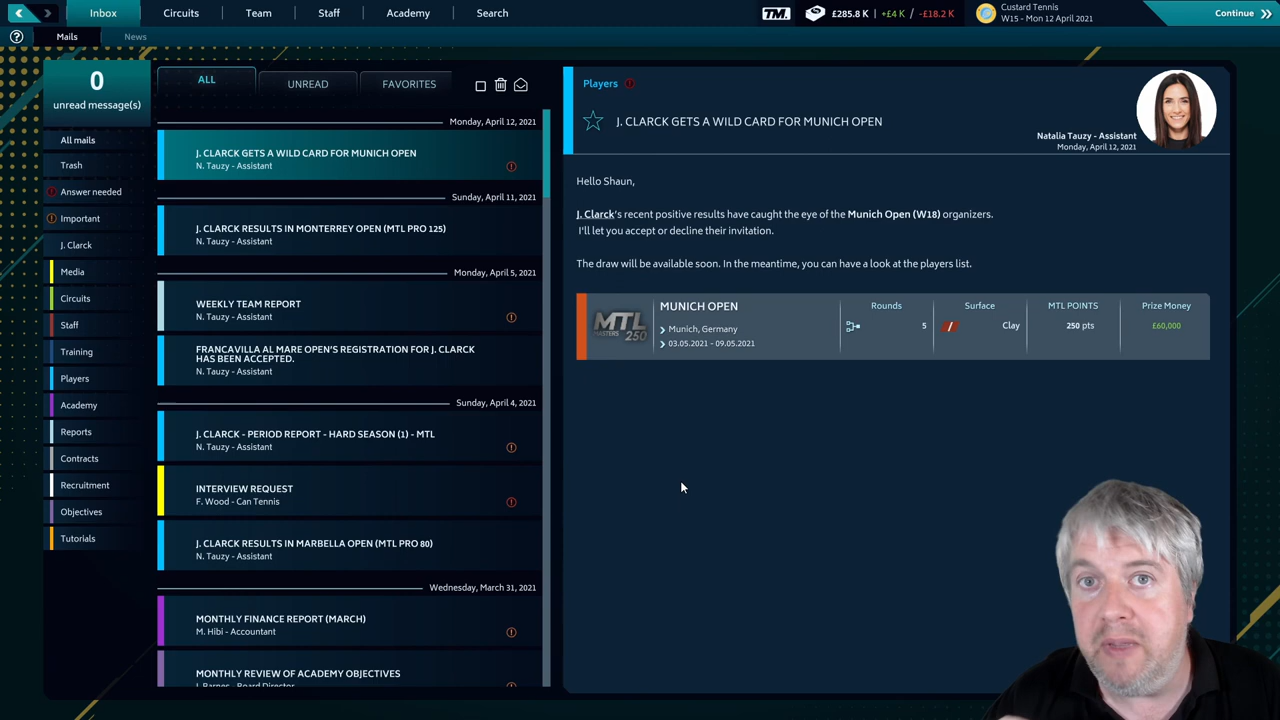 Inbox
Circuits
Team
Staff
Academy
Search
TM.
£285.8 K | +£4 K / -£18.2 K
Custard Tennis
W15 - Mon 12 April 2021
Continue
Mails
News
0
unread message(s)
All mails
Trash
Answer needed
Important
J. Clarck
Media
Circuits
Staff
Training
Players
Academy
Reports
Contracts
Recruitment
Objectives
Tutorials
ALL
UNREAD
FAVORITES
Monday, April 12, 2021
J. CLARCK GETS A WILD CARD FOR MUNICH OPEN
N. Tauzy - Assistant
Sunday, April 11, 2021
J. CLARCK RESULTS IN MONTERREY OPEN (MTL PRO 125)
N. Tauzy - Assistant
Monday, April 5, 2021
WEEKLY TEAM REPORT
N. Tauzy - Assistant
FRANCAVILLA AL MARE OPEN'S REGISTRATION FOR J. CLARCK
HAS BEEN ACCEPTED.
N. Tauzy - Assistant
Sunday, April 4, 2021
J. CLARCK - PERIOD REPORT - HARD SEASON (1) - MTL
N. Tauzy - Assistant
INTERVIEW REQUEST
F. Wood - Can Tennis
J. CLARCK RESULTS IN MARBELLA OPEN (MTL PRO 80)
N. Tauzy - Assistant
Wednesday, March 31, 2021
MONTHLY FINANCE REPORT (MARCH)
M. Hibi - Accountant
MONTHLY REVIEW OF ACADEMY OBJECTIVES
J. Barnes - Board Director
Players
J. CLARCK GETS A WILD CARD FOR MUNICH OPEN
Natalia Tauzy - Assistant
Monday, April 12, 2021
Hello Shaun,
J. Clarck's recent positive results have caught the eye of the Munich Open (W18) organizers.
I'll let you accept or decline their invitation.
The draw will be available soon. In the meantime, you can have a look at the players list.
MTL
MASTERS 250
MUNICH OPEN
Munich, Germany
03.05.2021 - 09.05.2021
Rounds
5
Surface
Clay
MTL POINTS
250 pts
Prize Money
£60,000